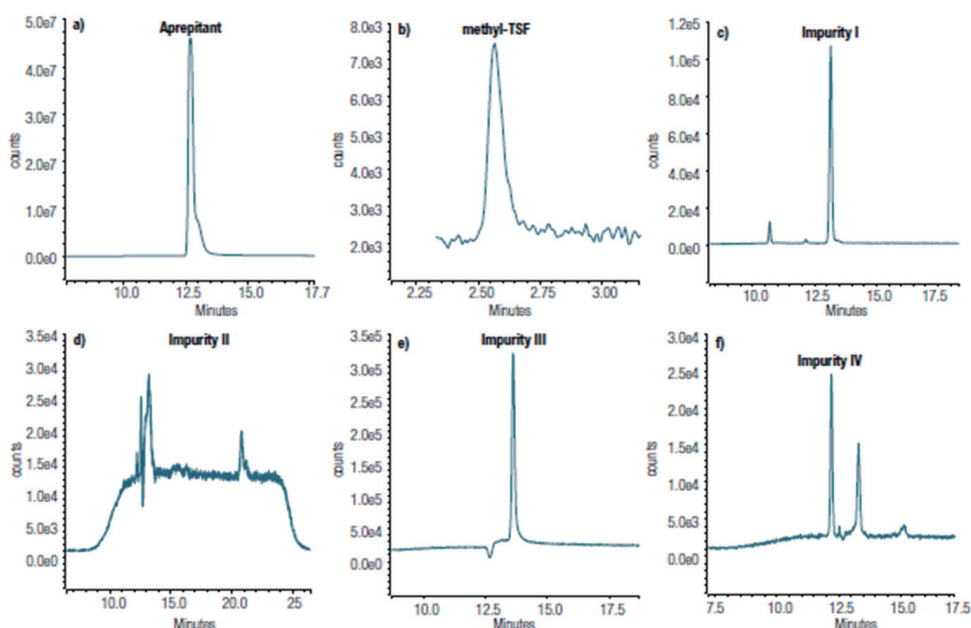 a) Aprepitant
5.0e7
4.0e7
3.0e7
2.0e7
1.0e7
0.0e0
counts
10.0 12.5 15.0 17.7
Minutes
b) methyl-TSF
8.0e3
7.0e3
6.0e3
5.0e3
4.0e3
3.0e3
2.0e3
counts
2.25 2.50 2.75 3.00
Minutes
c) Impurity I
1.2e5
1.0e5
8.0e4
6.0e4
4.0e4
2.0e4
0.0e0
counts
10.0 12.5 15.0 17.5
Minutes
d) Impurity II
3.5e4
3.0e4
2.5e4
2.0e4
1.5e4
1.0e4
5.0e3
0.0e0
counts
10.0 15.0 20.0 25
Minutes
e) Impurity III
3.5e5
3.0e5
2.5e5
2.0e5
1.5e5
1.0e5
5.0e4
0.0e0
counts
10.0 12.5 15.0 17.5
Minutes
f) Impurity IV
3.0e4
2.5e4
2.0e4
1.5e4
1.0e4
5.0e3
0.0e0
counts
7.5 10.0 12.5 15.0 17.5
Minutes